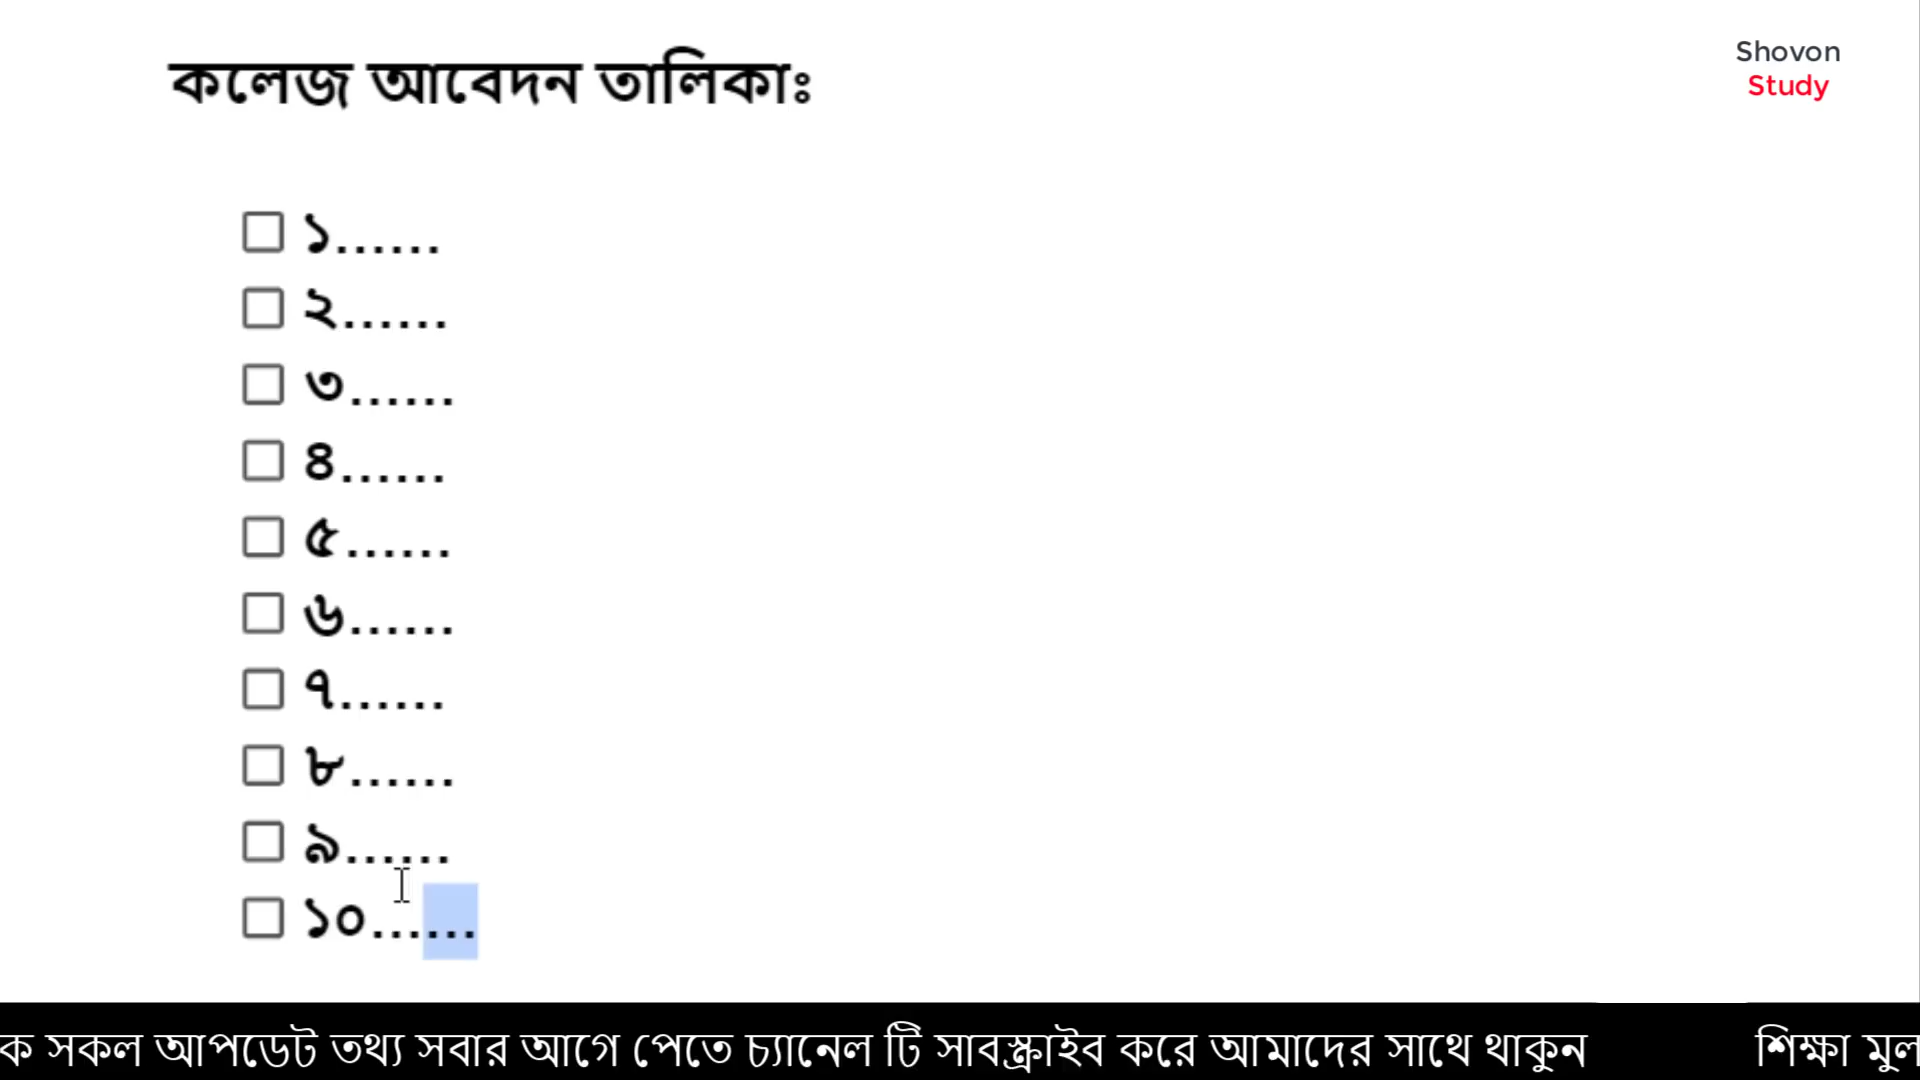 কলেজ আবেদন তালিকাঃ
Shovon
Study
১......
২......
৩......
৪......
৫......
৬......
৭......
৮......
৯......
১০......
ক সকল আপডেট তথ্য সবার আগে পেতে চ্যানেল টি সাবস্ক্রাইব করে আমাদের সাথে থাকুন শিক্ষা মুল